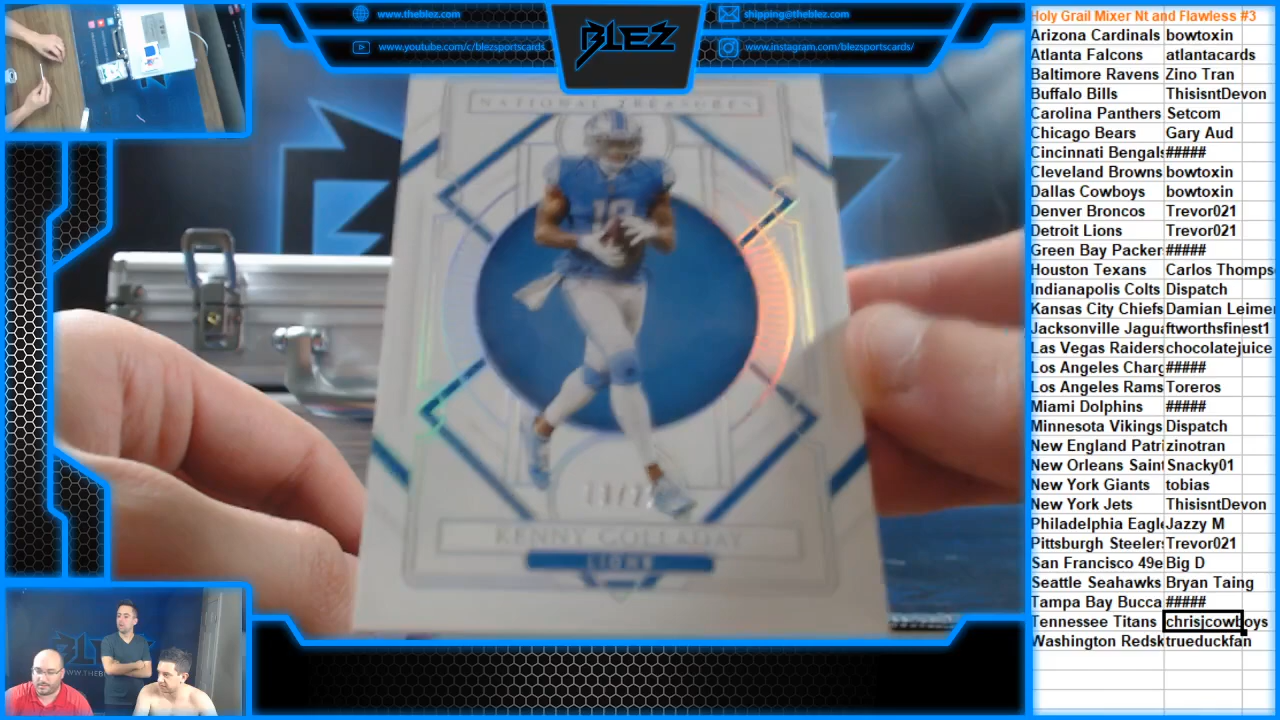 www.theblez.com
shipping@theblez.com
www.youtube.com/c/blezsportscards
www.instagram.com/blezsportscards/
BLEZ
NATIONAL TREASURES
KENNY GOLLADAY
LIONS
Holy Grail Mixer Nt and Flawless #3
Arizona Cardinals bowtoxin
Atlanta Falcons atlantacards
Baltimore Ravens Zino Tran
Buffalo Bills ThisisntDevon
Carolina Panthers Setcom
Chicago Bears Gary Aud
Cincinnati Bengals #####
Cleveland Browns bowtoxin
Dallas Cowboys bowtoxin
Denver Broncos Trevor021
Detroit Lions Trevor021
Green Bay Packer #####
Houston Texans Carlos Thomps
Indianapolis Colts Dispatch
Kansas City Chiefs Damian Leimer
Jacksonville Jagua ftworthsfinest1
Las Vegas Raiders chocolatejuice
Los Angeles Charg #####
Los Angeles Rams Toreros
Miami Dolphins #####
Minnesota Vikings Dispatch
New England Patri zinotran
New Orleans Saint Snacky01
New York Giants tobias
New York Jets ThisisntDevon
Philadelphia Eagle Jazzy M
Pittsburgh Steelers Trevor021
San Francisco 49e Big D
Seattle Seahawks Bryan Taing
Tampa Bay Bucca #####
Tennessee Titans chrisjcowboys
Washington Redsk trueduckfan